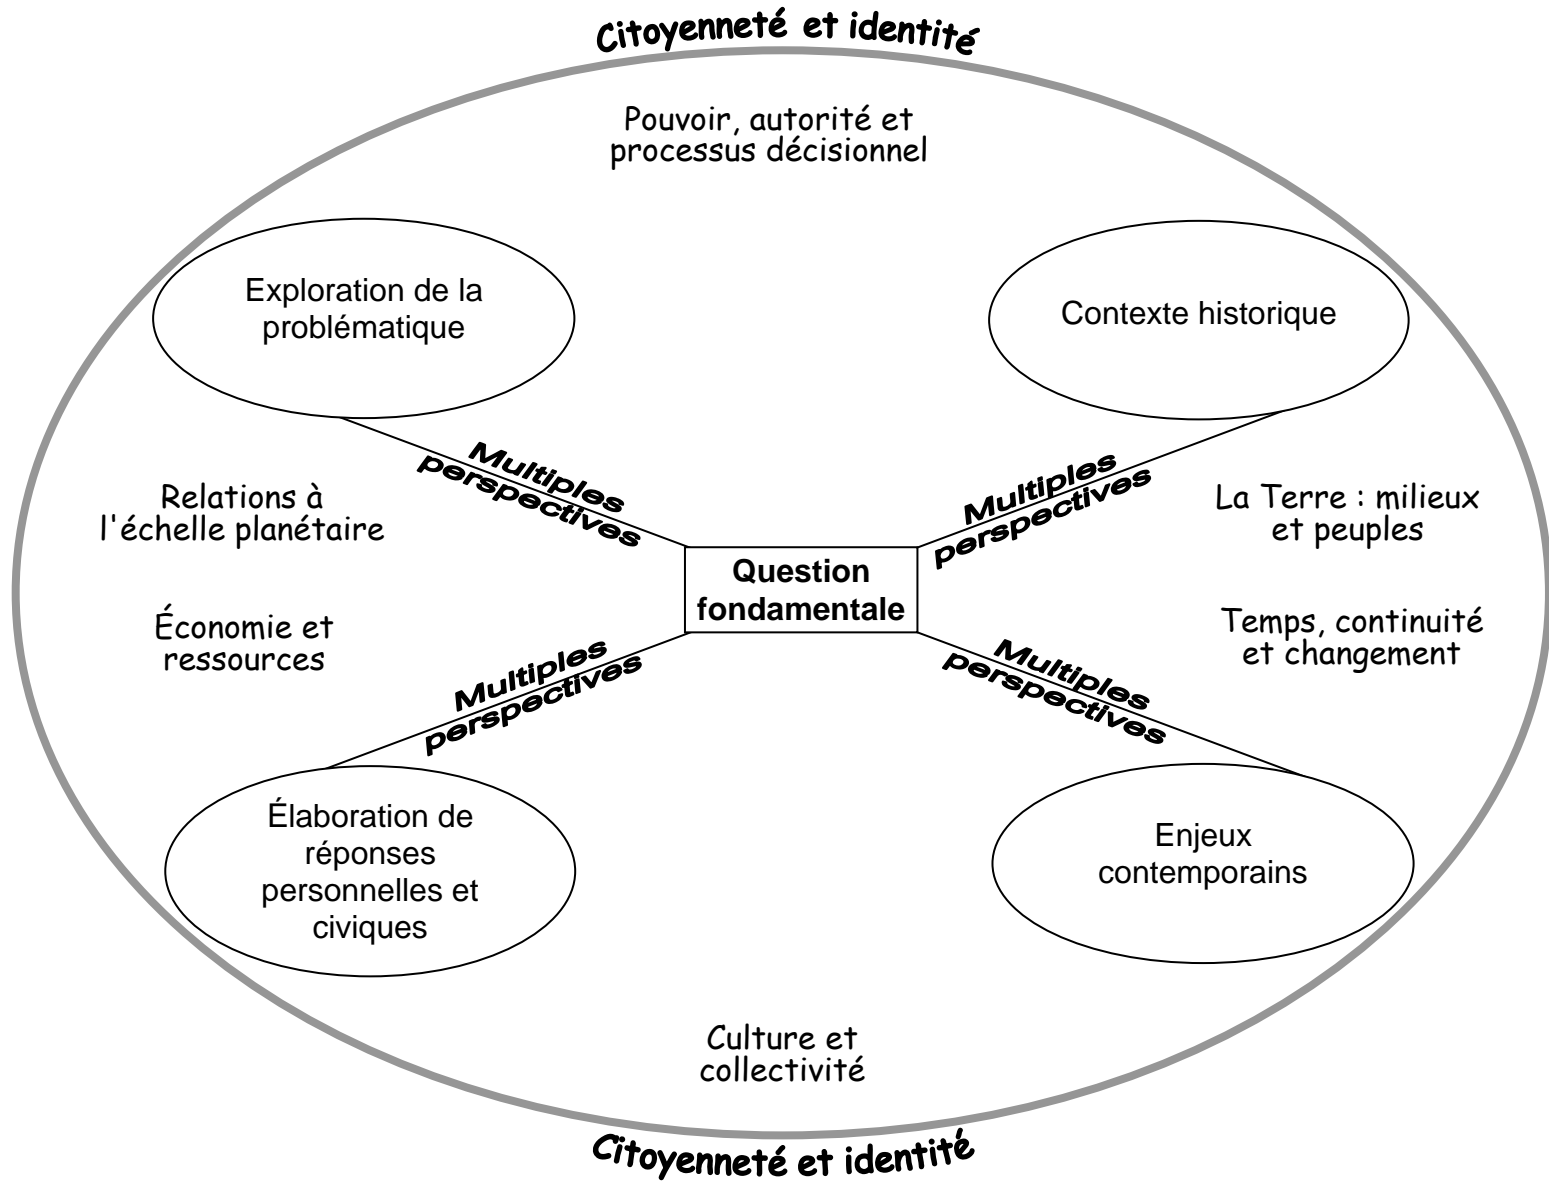 Citoyenneté et identité
Pouvoir, autorité et
processus décisionnel
Exploration de la
problématique
Contexte historique
Multiples
perspectives
Multiples
perspectives
Relations à
l'échelle planétaire
La Terre : milieux
et peuples
Question
fondamentale
Économie et
ressources
Temps, continuité
et changement
Multiples
perspectives
Multiples
perspectives
Élaboration de
réponses
personnelles et
civiques
Enjeux
contemporains
Culture et
collectivité
Citoyenneté et identité